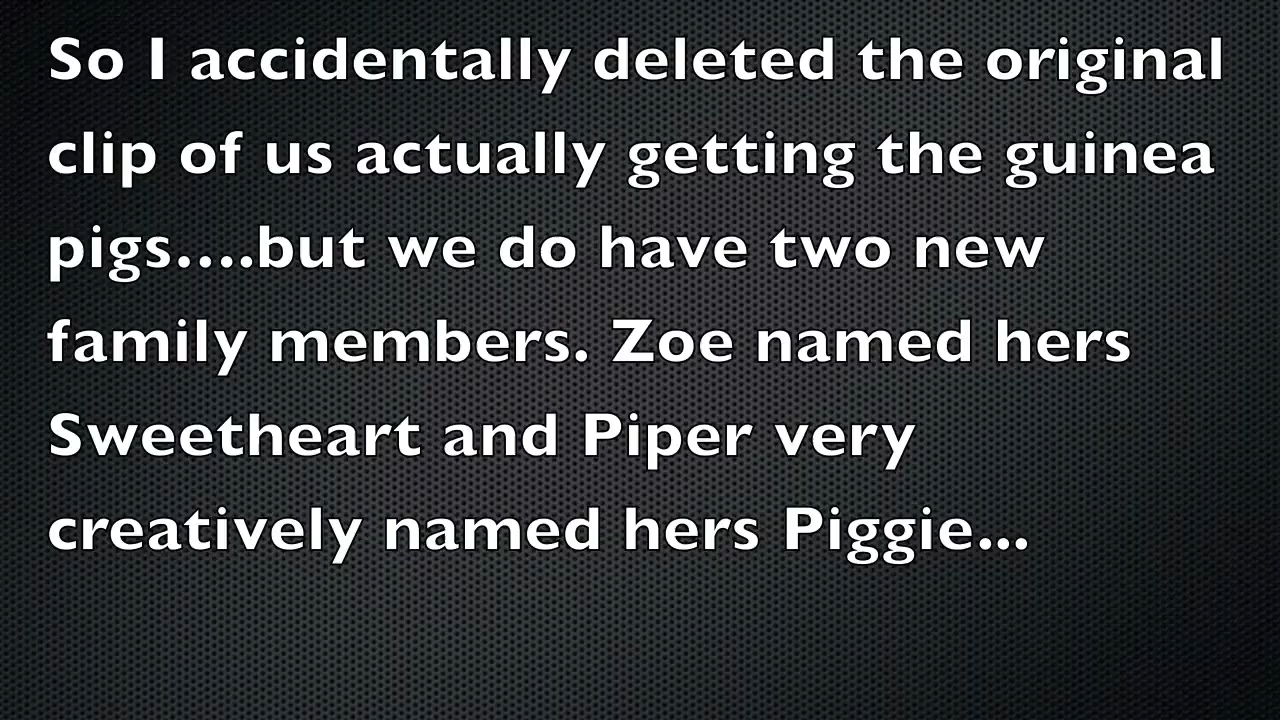 So I accidentally deleted the original
clip of us actually getting the guinea
pigs....but we do have two new
family members. Zoe named hers
Sweetheart and Piper very
creatively named hers Piggie...